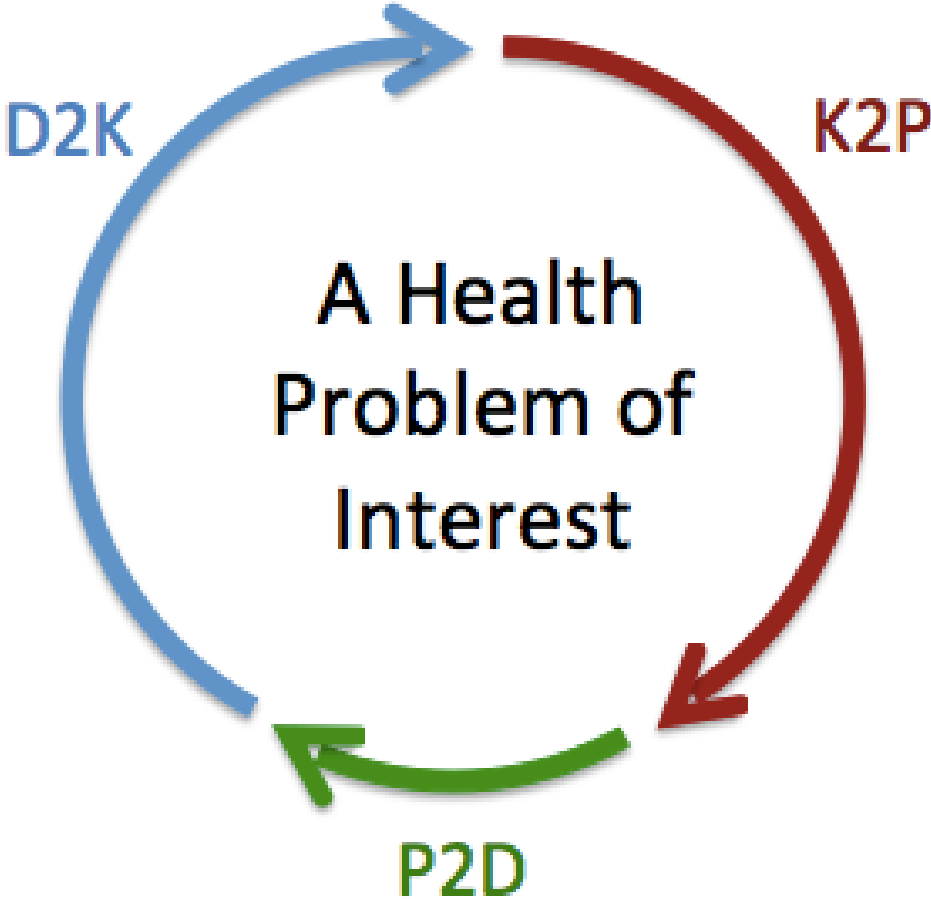 D2K
K2P
A Health
Problem of
Interest
P2D